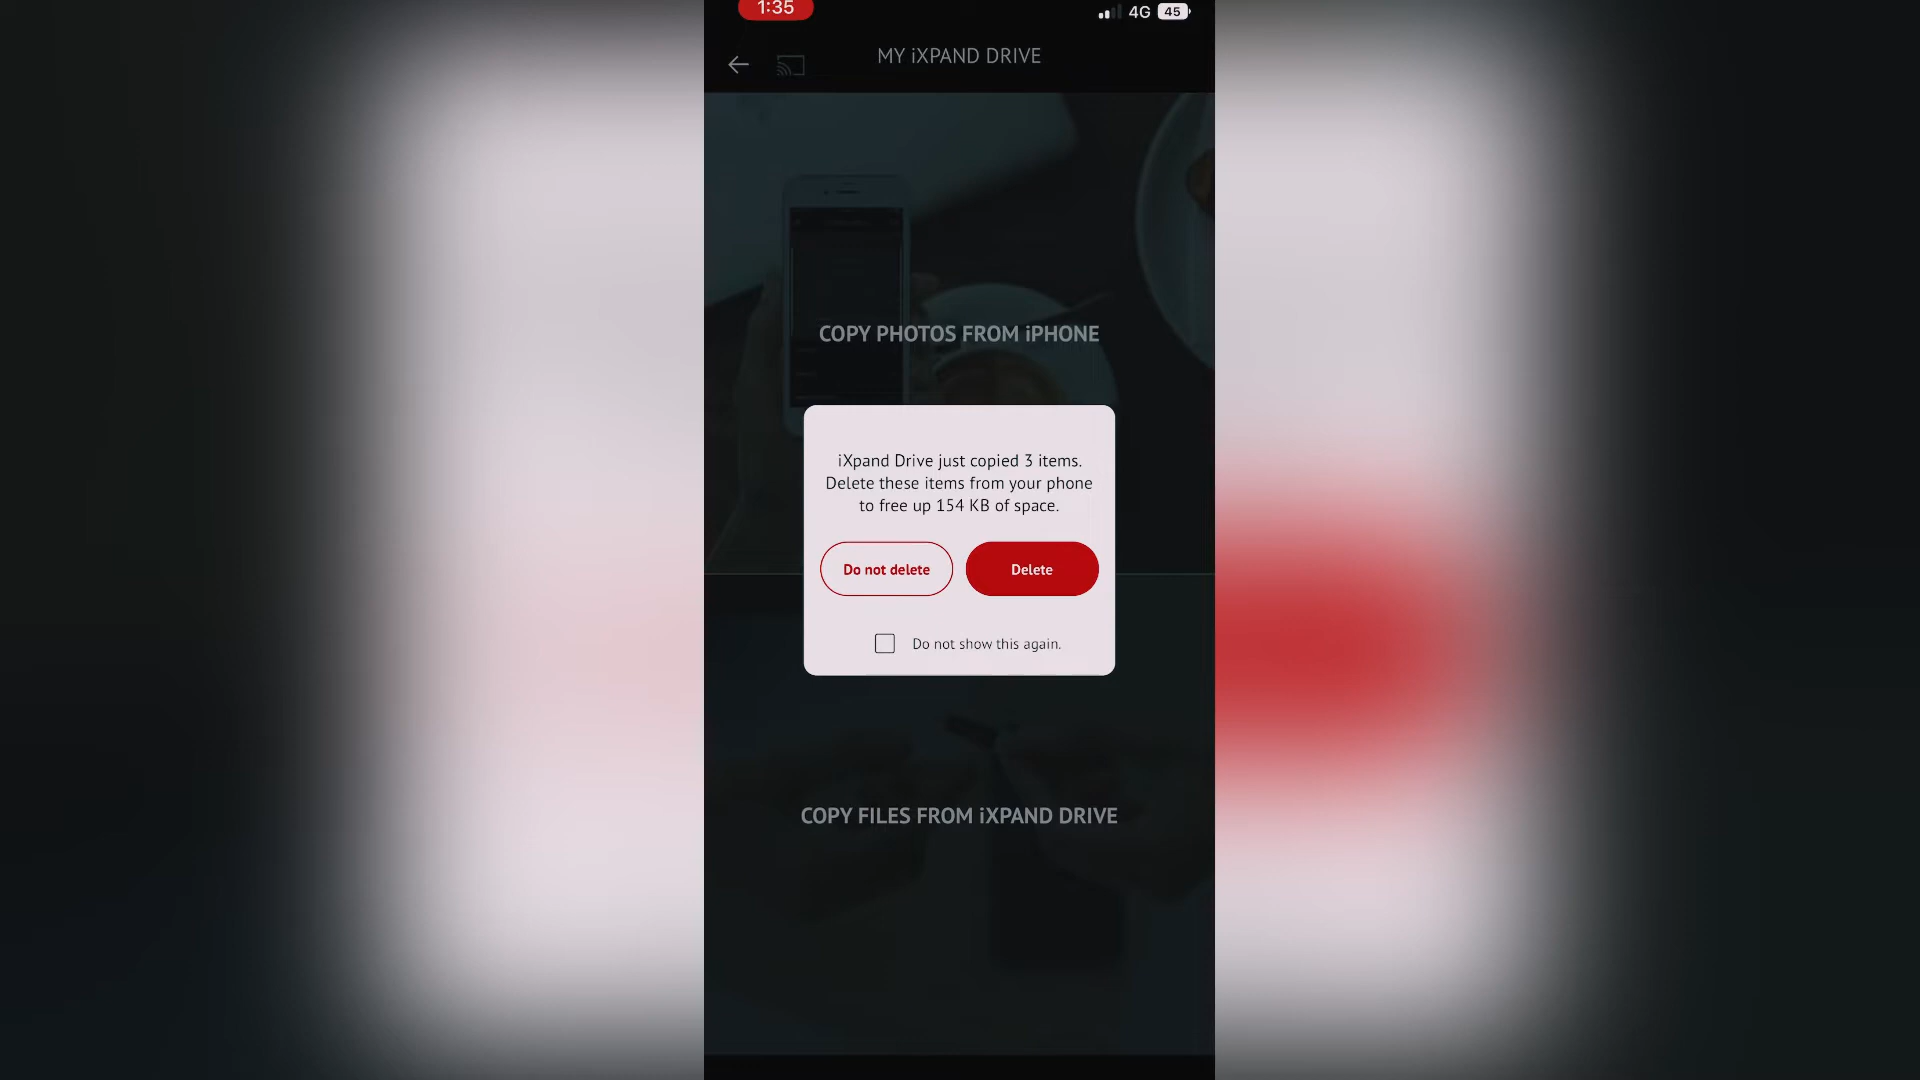 1:35
4G 45
MY iXPAND DRIVE
COPY PHOTOS FROM iPHONE
iXpand Drive just copied 3 items.
Delete these items from your phone
to free up 154 KB of space.
Do not delete
Delete
Do not show this again.
COPY FILES FROM iXPAND DRIVE